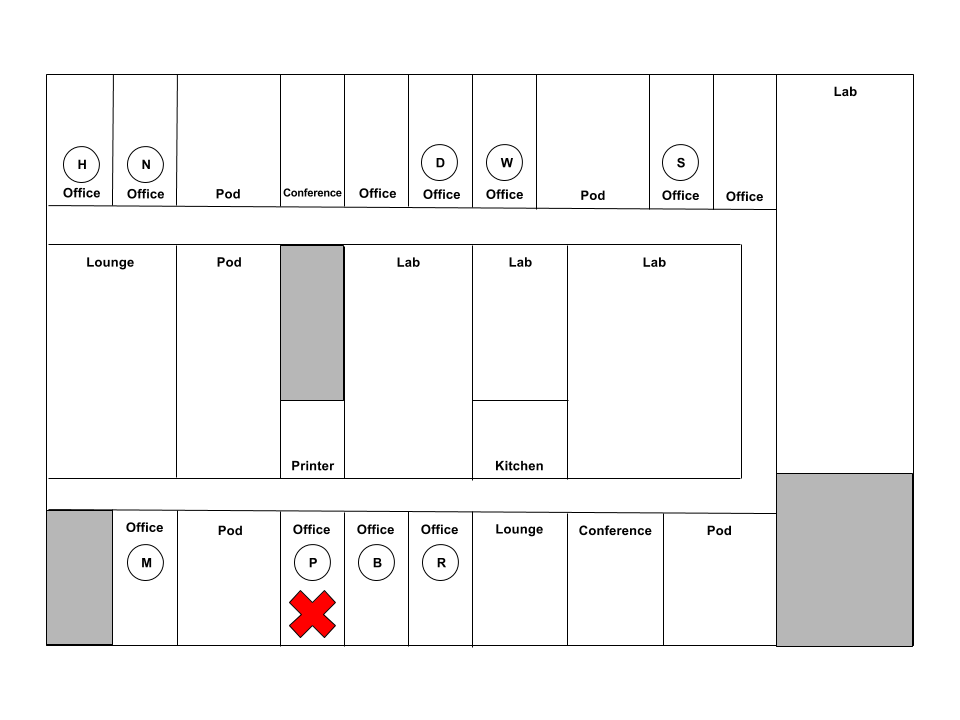 Lab
H
N
D
W
S
Office
Office
Pod
Conference
Office
Office
Office
Pod
Office
Office
Lounge
Pod
Lab
Lab
Lab
Printer
Kitchen
Office
Pod
Office
Office
Office
Lounge
Conference
Pod
M
P
B
R